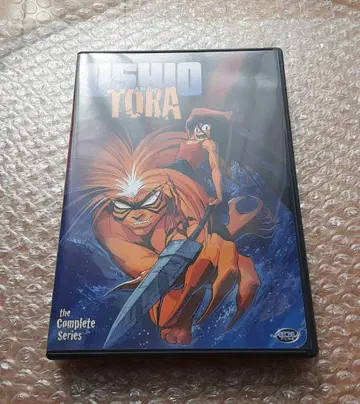 USHIO
TORA
the
Complete
Series